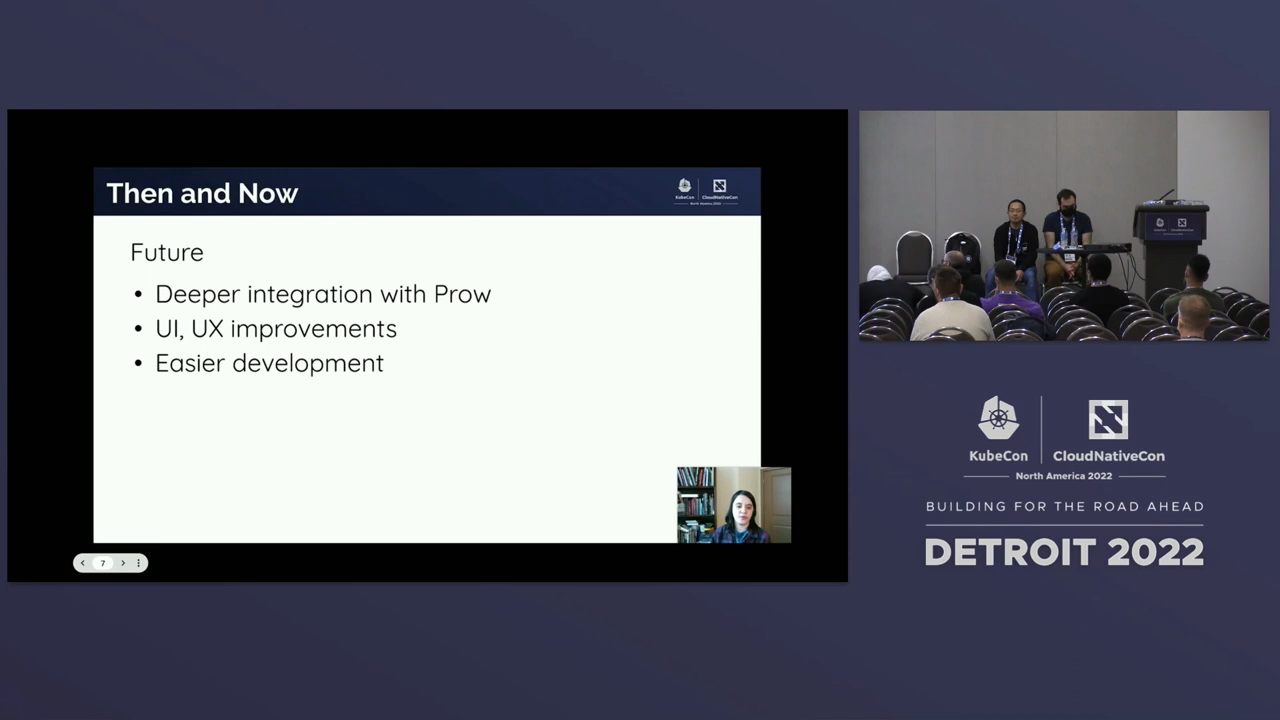 Then and Now
KubeCon CloudNativeCon
North America 2022
Future
• Deeper integration with Prow
• UI, UX improvements
• Easier development
7
KubeCon CloudNativeCon
North America 2022
BUILDING FOR THE ROAD AHEAD
DETROIT 2022